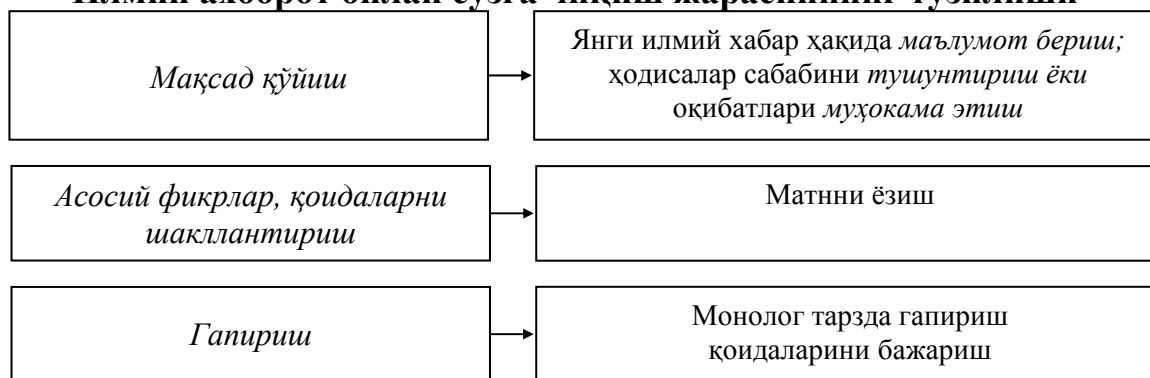 Мақсад қўйиш
Янги илмий хабар ҳақида маълумот бериш;
ҳодисалар сабабини тушунтириш ёки
оқибатлари муҳокама этиш
Асосий фикрлар, қоидаларни
шакллантириш
Матнни ёзиш
Гапириш
Монолог тарзда гапириш
қоидаларини бажариш